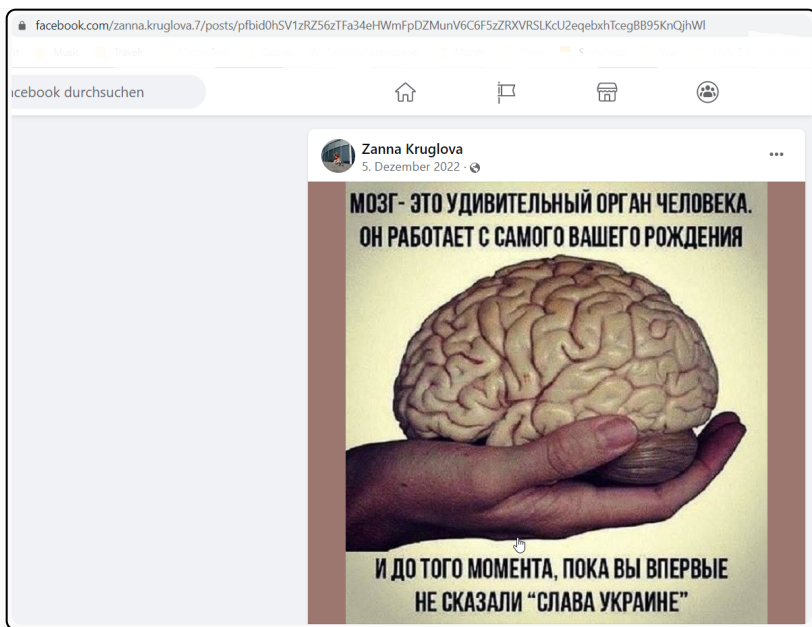 facebook.com/zanna.kruglova.7/posts/pfbid0hSV1zRZ56zTFa34eHWmFpDZMunV6C6F5zZRXVRSLKcU2eqebxhTcegBB95KnQjhWl
acebook durchsuchen
Zanna Kruglova
5. Dezember 2022 ·
МОЗГ- ЭТО УДИВИТЕЛЬНЫЙ ОРГАН ЧЕЛОВЕКА.
ОН РАБОТАЕТ С САМОГО ВАШЕГО РОЖДЕНИЯ
И ДО ТОГО МОМЕНТА, ПОКА ВЫ ВПЕРВЫЕ
НЕ СКАЗАЛИ “СЛАВА УКРАИНЕ”